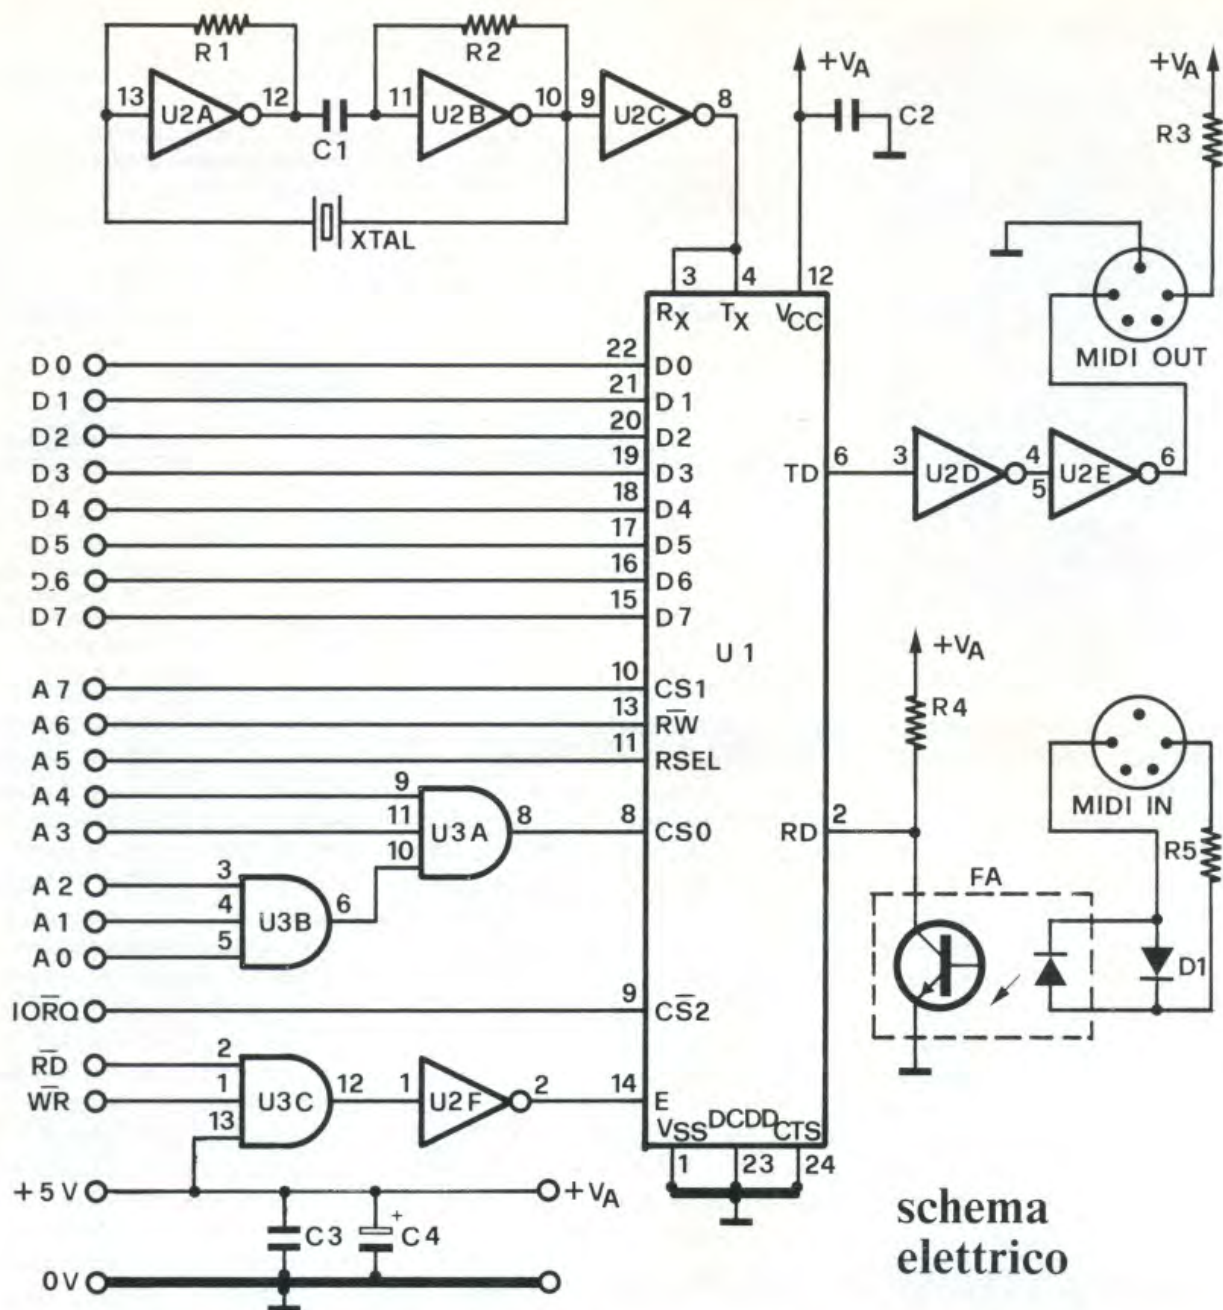 R1
R2
13 U2A 12
C1
11 U2B 10
9 U2C 8
XTAL
+VA
C2
+VA
R3
3 4 12
RX TX VCC
MIDI OUT
D0 22 D0
D1 21 D1
D2 20 D2
D3 19 D3
D4 18 D4
D5 17 D5
D6 16 D6
D7 15 D7
TD 6 3 U2D 4 5 U2E 6
U1
A7 10 CS1
A6 13 R̅W̅
A5 11 RSEL
A4 9
A3 11 U3A 8 8 CS0
10
A2 3
A1 4 U3B 6
A0 5
RD 2
+VA
R4
MIDI IN
R5
FA
D1
IOR̅Q 9 CS̅2
R̅D̅ 2
W̅R̅ 1 U3C 12 1 U2F 2 14 E
13
VSS DCDD CTS
1 23 24
+5V +VA
C3 + C4
0V
schema
elettrico